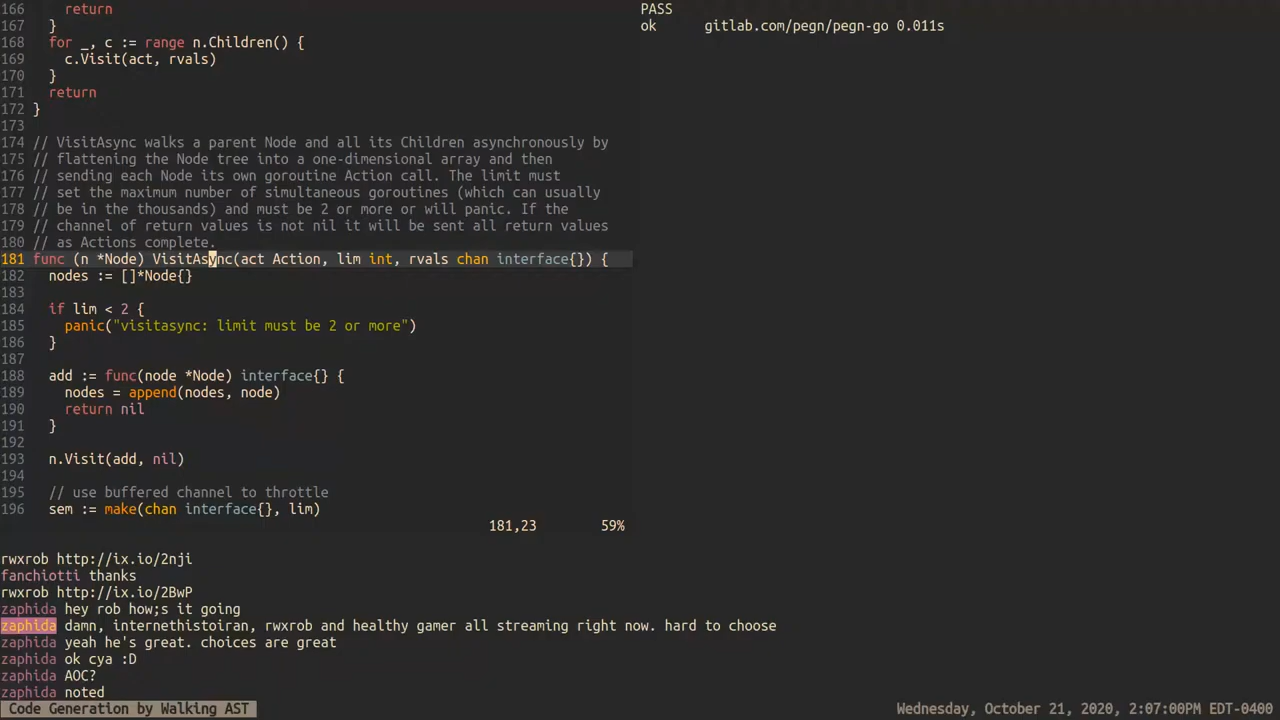 166     return
167   }
168   for _, c := range n.Children() {
169     c.Visit(act, rvals)
170   }
171   return
172 }
173
174 // VisitAsync walks a parent Node and all its Children asynchronously by
175 // flattening the Node tree into a one-dimensional array and then
176 // sending each Node its own goroutine Action call. The limit must
177 // set the maximum number of simultaneous goroutines (which can usually
178 // be in the thousands) and must be 2 or more or will panic. If the
179 // channel of return values is not nil it will be sent all return values
180 // as Actions complete.
181 func (n *Node) VisitAsync(act Action, lim int, rvals chan interface{}) {
182   nodes := []*Node{}
183
184   if lim < 2 {
185     panic("visitasync: limit must be 2 or more")
186   }
187
188   add := func(node *Node) interface{} {
189     nodes = append(nodes, node)
190     return nil
191   }
192
193   n.Visit(add, nil)
194
195   // use buffered channel to throttle
196   sem := make(chan interface{}, lim)
181,23        59%
PASS
ok      gitlab.com/pegn/pegn-go 0.011s
rwxrob http://ix.io/2nji
fanchiotti thanks
rwxrob http://ix.io/2BwP
zaphida hey rob how;s it going
zaphida damn, internethistoiran, rwxrob and healthy gamer all streaming right now. hard to choose
zaphida yeah he's great. choices are great
zaphida ok cya :D
zaphida AOC?
zaphida noted
Code Generation by Walking AST
Wednesday, October 21, 2020, 2:07:00PM EDT-0400